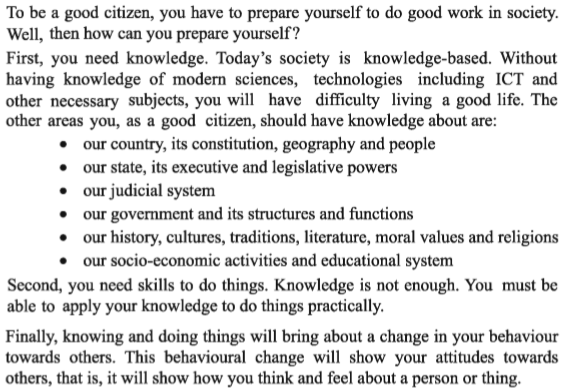 To be a good citizen, you have to prepare yourself to do good work in society.
Well, then how can you prepare yourself?
First, you need knowledge. Today's society is knowledge-based. Without
having knowledge of modern sciences, technologies including ICT and
other necessary subjects, you will have difficulty living a good life. The
other areas you, as a good citizen, should have knowledge about are:
• our country, its constitution, geography and people
• our state, its executive and legislative powers
• our judicial system
• our government and its structures and functions
• our history, cultures, traditions, literature, moral values and religions
• our socio-economic activities and educational system
Second, you need skills to do things. Knowledge is not enough. You must be
able to apply your knowledge to do things practically.
Finally, knowing and doing things will bring about a change in your behaviour
towards others. This behavioural change will show your attitudes towards
others, that is, it will show how you think and feel about a person or thing.